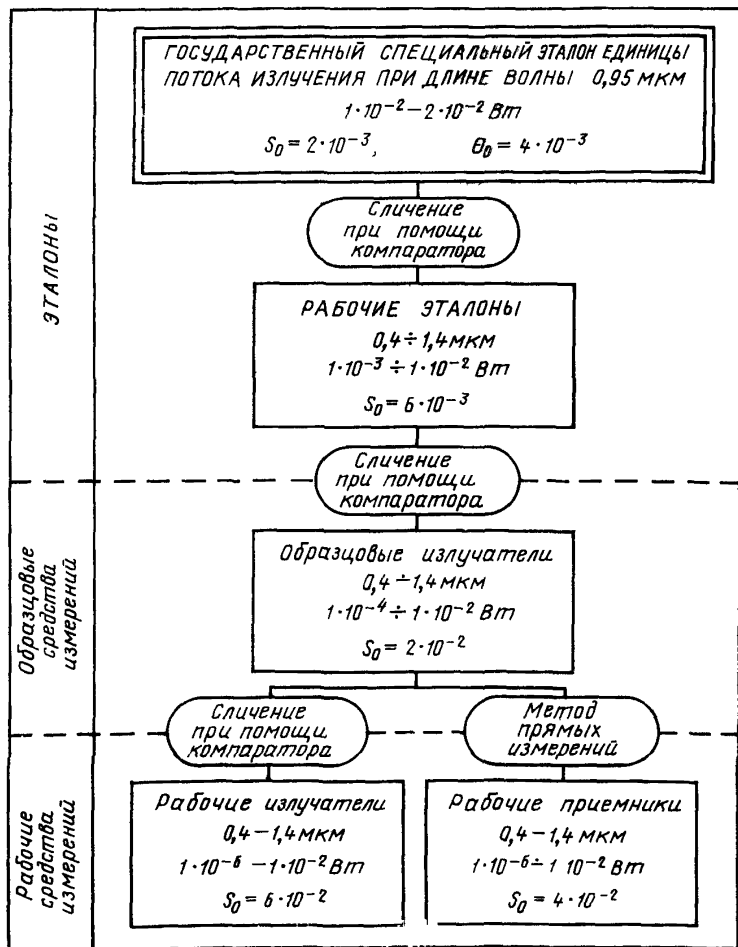 ГОСУДАРСТВЕННЫЙ СПЕЦИАЛЬНЫЙ ЭТАЛОН ЕДИНИЦЫ
ПОТОКА ИЗЛУЧЕНИЯ ПРИ ДЛИНЕ ВОЛНЫ 0,95 МКМ
1·10⁻² – 2·10⁻² Вт
S₀ = 2·10⁻³, Θ₀ = 4·10⁻³
Сличение
при помощи
компаратора
ЭТАЛОНЫ
РАБОЧИЕ ЭТАЛОНЫ
0,4 ÷ 1,4 мкм
1·10⁻³ ÷ 1·10⁻² Вт
S₀ = 6·10⁻³
Сличение
при помощи
компаратора
Образцовые
средства
измерений
Образцовые излучатели
0,4 ÷ 1,4 мкм
1·10⁻⁴ ÷ 1·10⁻² Вт
S₀ = 2·10⁻²
Сличение
при помощи
компаратора
Метод
прямых
измерений
Рабочие
средства
измерений
Рабочие излучатели
0,4 – 1,4 мкм
1·10⁻⁶ – 1·10⁻² Вт
S₀ = 6·10⁻²
Рабочие приемники
0,4 – 1,4 мкм
1·10⁻⁶ ÷ 1 10⁻² Вт
S₀ = 4·10⁻²